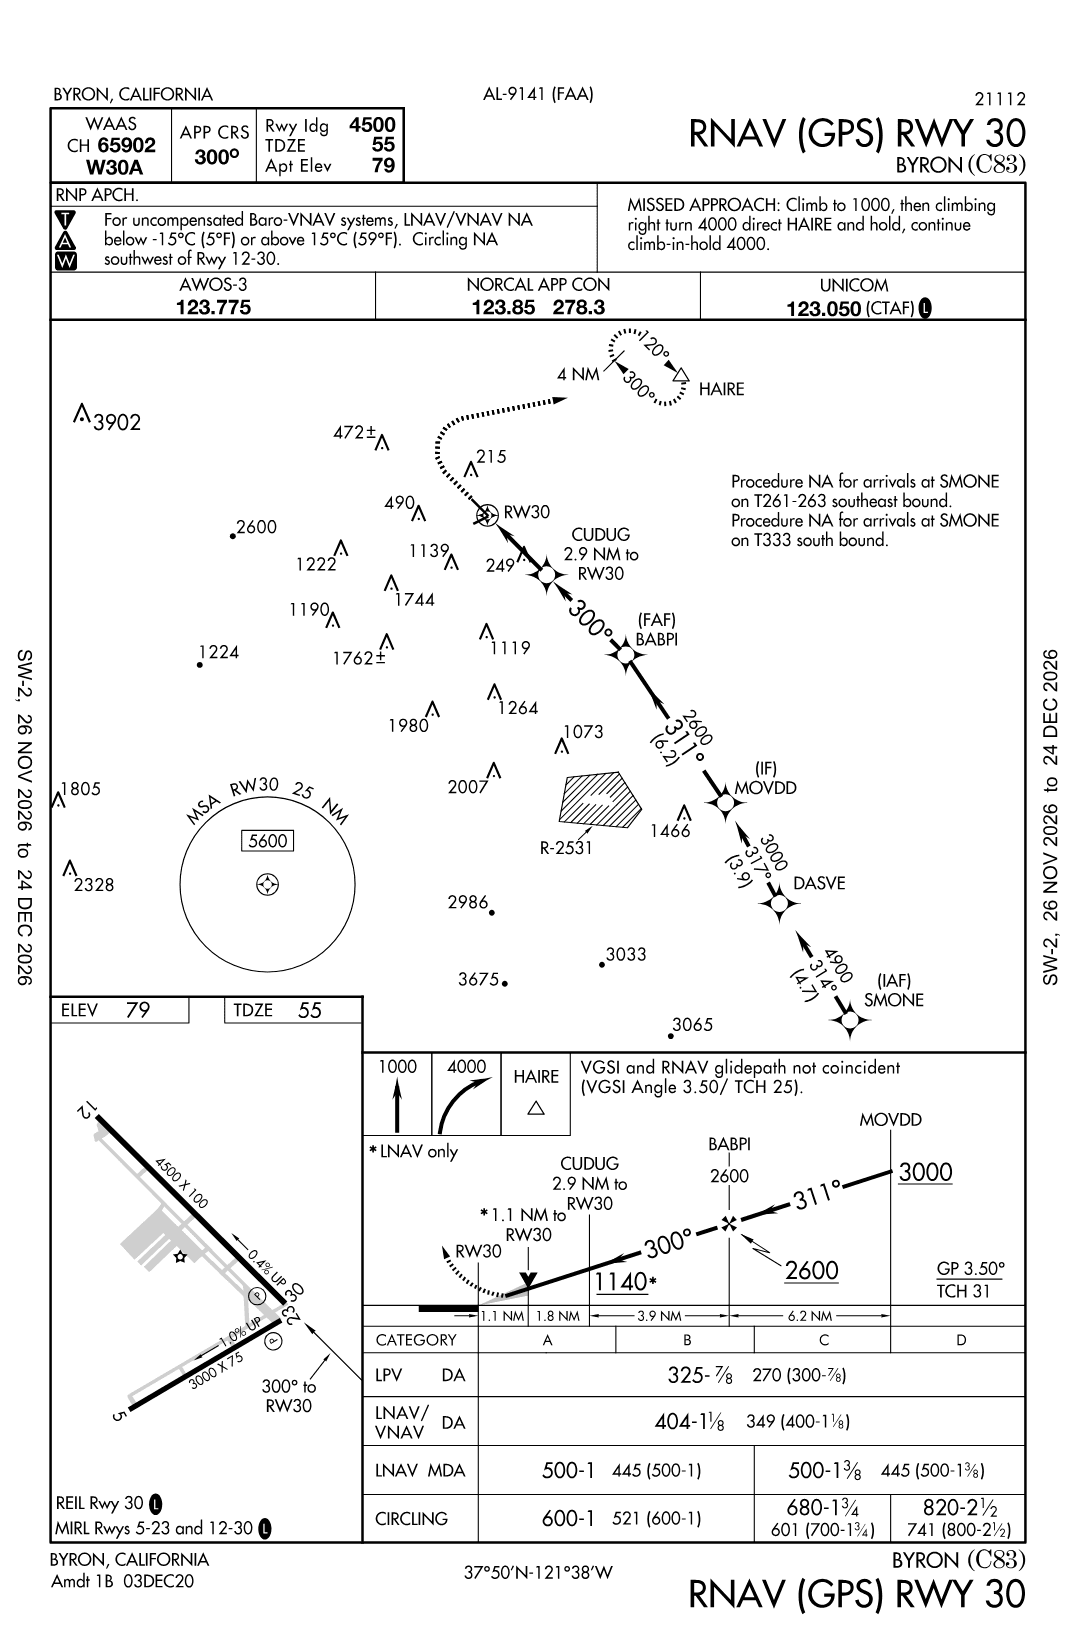 BYRON, CALIFORNIA
AL-9141 (FAA)
21112
WAAS
CH 65902
W30A
APP CRS
300°
Rwy Idg 4500
TDZE 55
Apt Elev 79
RNAV (GPS) RWY 30
BYRON (C83)
RNP APCH.
T
A
W
For uncompensated Baro-VNAV systems, LNAV/VNAV NA
below -15°C (5°F) or above 15°C (59°F). Circling NA
southwest of Rwy 12-30.
MISSED APPROACH: Climb to 1000, then climbing
right turn 4000 direct HAIRE and hold, continue
climb-in-hold 4000.
AWOS-3
123.775
NORCAL APP CON
123.85 278.3
UNICOM
123.050 (CTAF) L
120°
4 NM
300°
HAIRE
3902
472±
215
Procedure NA for arrivals at SMONE
on T261-263 southeast bound.
Procedure NA for arrivals at SMONE
on T333 south bound.
490
RW30
2600
CUDUG
2.9 NM to
RW30
1222
1139
249
1744
1190
300°
(FAF)
BABPI
1224
1762±
1119
1264
1980
1073
2600
311°
(6.2)
(IF)
MOVDD
2007
1805
MSA RW30 25 NM
5600
R-2531
1466
3000
317°
(3.9)
DASVE
2328
2986
3033
3675
4900
314°
(4.7)
(IAF)
SMONE
3065
SW-2, 26 NOV 2026 to 24 DEC 2026
SW-2, 26 NOV 2026 to 24 DEC 2026
ELEV 79
TDZE 55
12
4500 X 100
0.4% UP
30
P
23
P
1.0% UP
3000 X 75
5
300° to
RW30
REIL Rwy 30 L
MIRL Rwys 5-23 and 12-30 L
1000
4000
HAIRE
VGSI and RNAV glidepath not coincident
(VGSI Angle 3.50/ TCH 25).
*LNAV only
MOVDD
BABPI
2600
CUDUG
2.9 NM to
RW30
*1.1 NM to
RW30
RW30
3000
311°
300°
2600
1140*
GP 3.50°
TCH 31
1.1 NM
1.8 NM
3.9 NM
6.2 NM
CATEGORY A B C D
LPV DA 325-⅞ 270 (300-⅞)
LNAV/
VNAV DA 404-1⅛ 349 (400-1⅛)
LNAV MDA 500-1 445 (500-1) 500-1⅜ 445 (500-1⅜)
CIRCLING 600-1 521 (600-1)
680-1¾
601 (700-1¾)
820-2½
741 (800-2½)
BYRON, CALIFORNIA
Amdt 1B 03DEC20
37°50'N-121°38'W
BYRON (C83)
RNAV (GPS) RWY 30